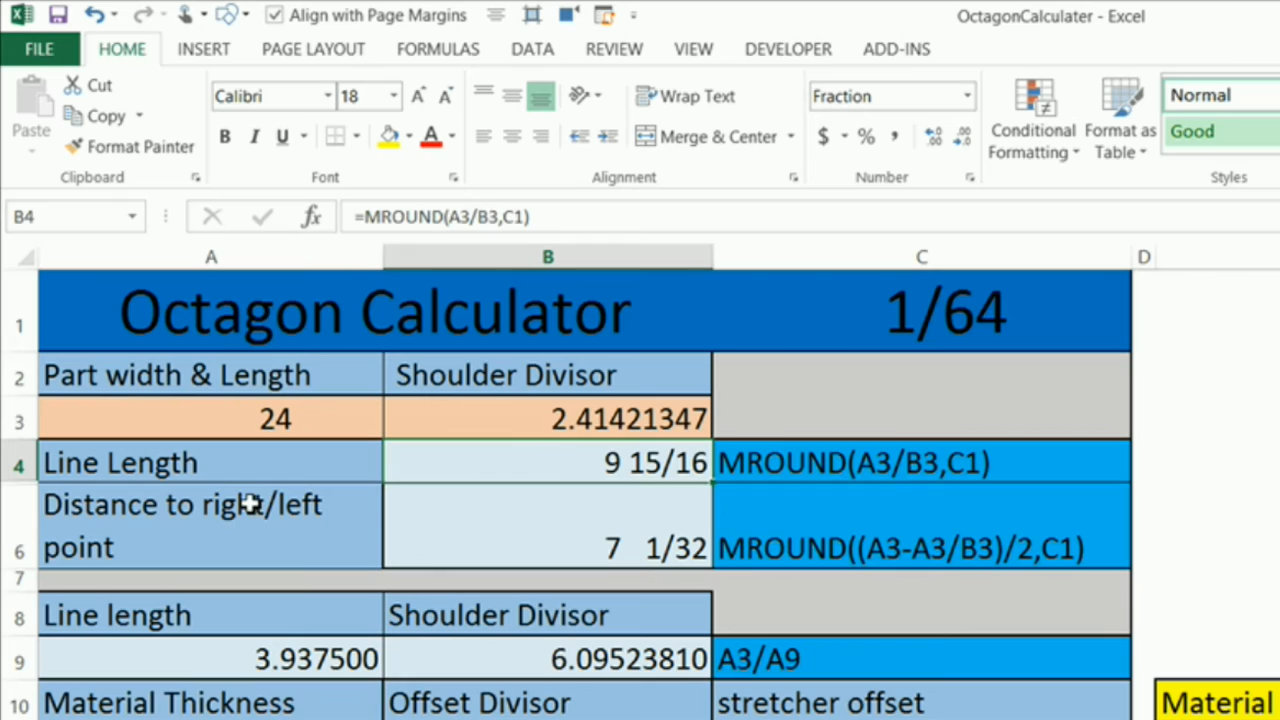 Align with Page Margins
OctagonCalculater - Excel
FILE HOME INSERT PAGE LAYOUT FORMULAS DATA REVIEW VIEW DEVELOPER ADD-INS
Paste
Cut
Copy
Format Painter
Clipboard
Calibri 18
B I U A
Font
Wrap Text
Merge & Center
Alignment
Fraction
$ % ,
Number
Conditional Formatting
Format as Table
Normal
Good
Styles
B4 fx =MROUND(A3/B3,C1)
A B C D
1 Octagon Calculator 1/64
2 Part width & Length Shoulder Divisor
3 24 2.41421347
4 Line Length 9 15/16 MROUND(A3/B3,C1)
Distance to right/left
6 point 7 1/32 MROUND((A3-A3/B3)/2,C1)
7
8 Line length Shoulder Divisor
9 3.937500 6.09523810 A3/A9
10 Material Thickness Offset Divisor stretcher offset Material